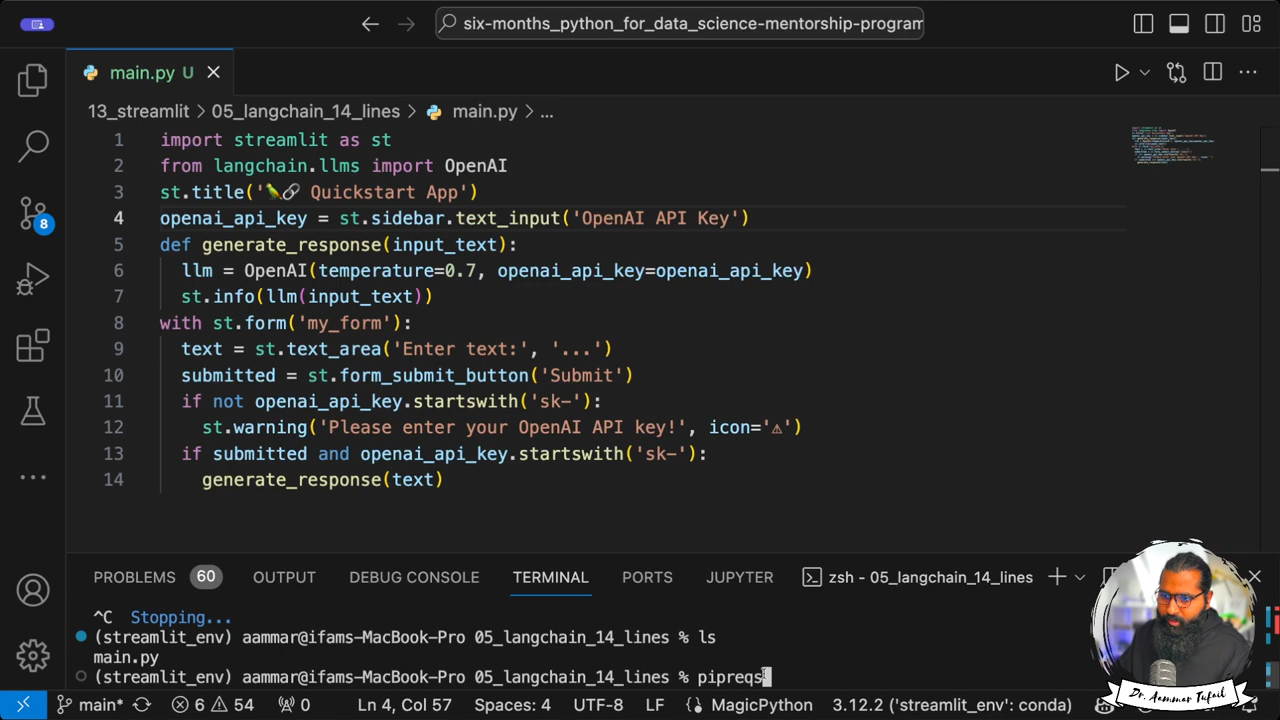 six-months_python_for_data_science-mentorship-program
main.py U
13_streamlit > 05_langchain_14_lines > main.py > ...
1 import streamlit as st
2 from langchain.llms import OpenAI
3 st.title('🦜🔗 Quickstart App')
4 openai_api_key = st.sidebar.text_input('OpenAI API Key')
5 def generate_response(input_text):
6   llm = OpenAI(temperature=0.7, openai_api_key=openai_api_key)
7   st.info(llm(input_text))
8 with st.form('my_form'):
9   text = st.text_area('Enter text:', '...')
10   submitted = st.form_submit_button('Submit')
11   if not openai_api_key.startswith('sk-'):
12     st.warning('Please enter your OpenAI API key!', icon='⚠')
13   if submitted and openai_api_key.startswith('sk-'):
14     generate_response(text)
8
PROBLEMS 60 OUTPUT DEBUG CONSOLE TERMINAL PORTS JUPYTER zsh - 05_langchain_14_lines
^C Stopping...
(streamlit_env) aammar@ifams-MacBook-Pro 05_langchain_14_lines % ls
main.py
(streamlit_env) aammar@ifams-MacBook-Pro 05_langchain_14_lines % pipreqs
main* 6 54 0 Ln 4, Col 57 Spaces: 4 UTF-8 LF MagicPython 3.12.2 ('streamlit_env': conda)
Dr. Aammar Tufail